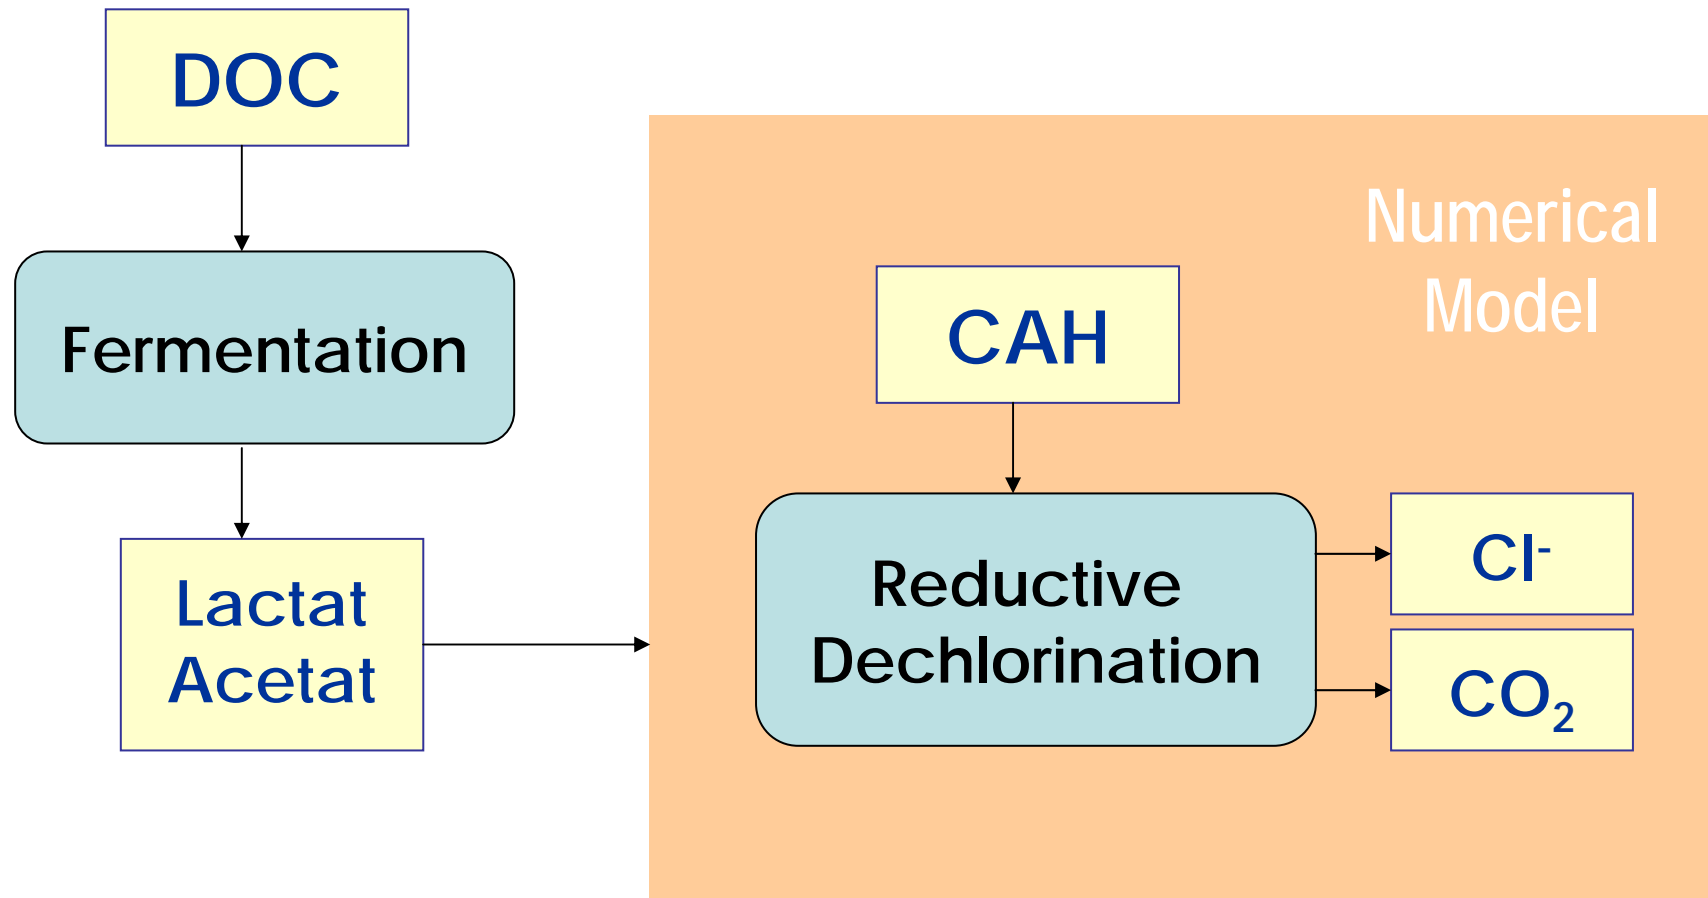 DOC
Fermentation
Lactat
Acetat
Numerical
Model
CAH
Reductive
Dechlorination
Cl⁻
CO₂